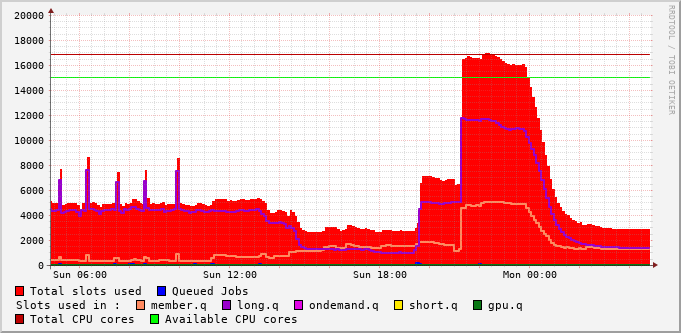 20000
18000
16000
14000
12000
10000
8000
6000
4000
2000
0
Sun 06:00 Sun 12:00 Sun 18:00 Mon 00:00
RRDTOOL / TOBI OETIKER
Total slots used Queued Jobs
Slots used in : member.q long.q ondemand.q short.q gpu.q
Total CPU cores Available CPU cores